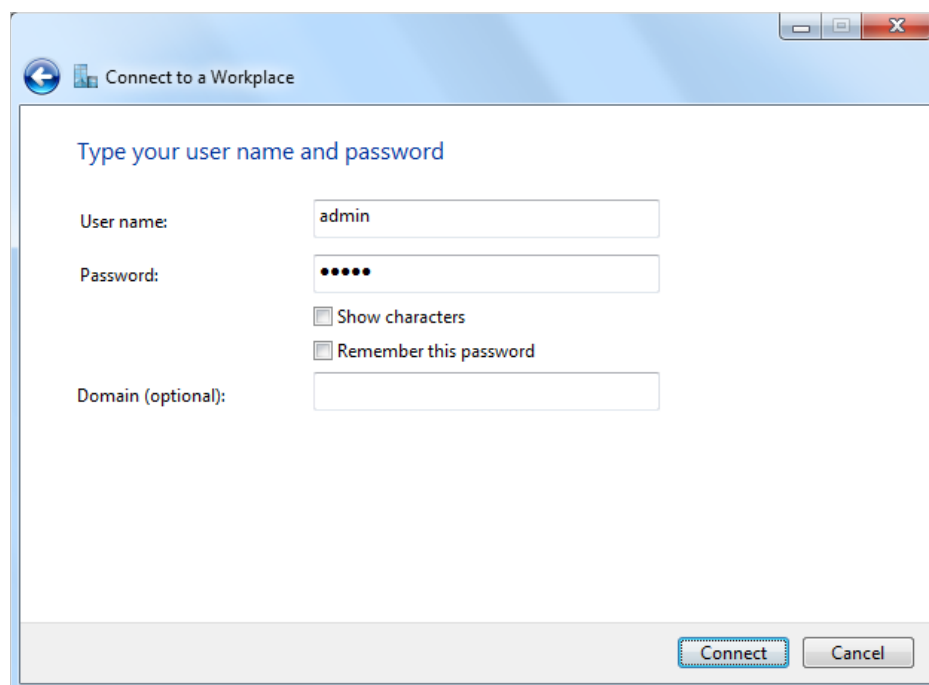 Connect to a Workplace
Type your user name and password
User name: admin
Password: •••••
Show characters
Remember this password
Domain (optional):
Connect Cancel